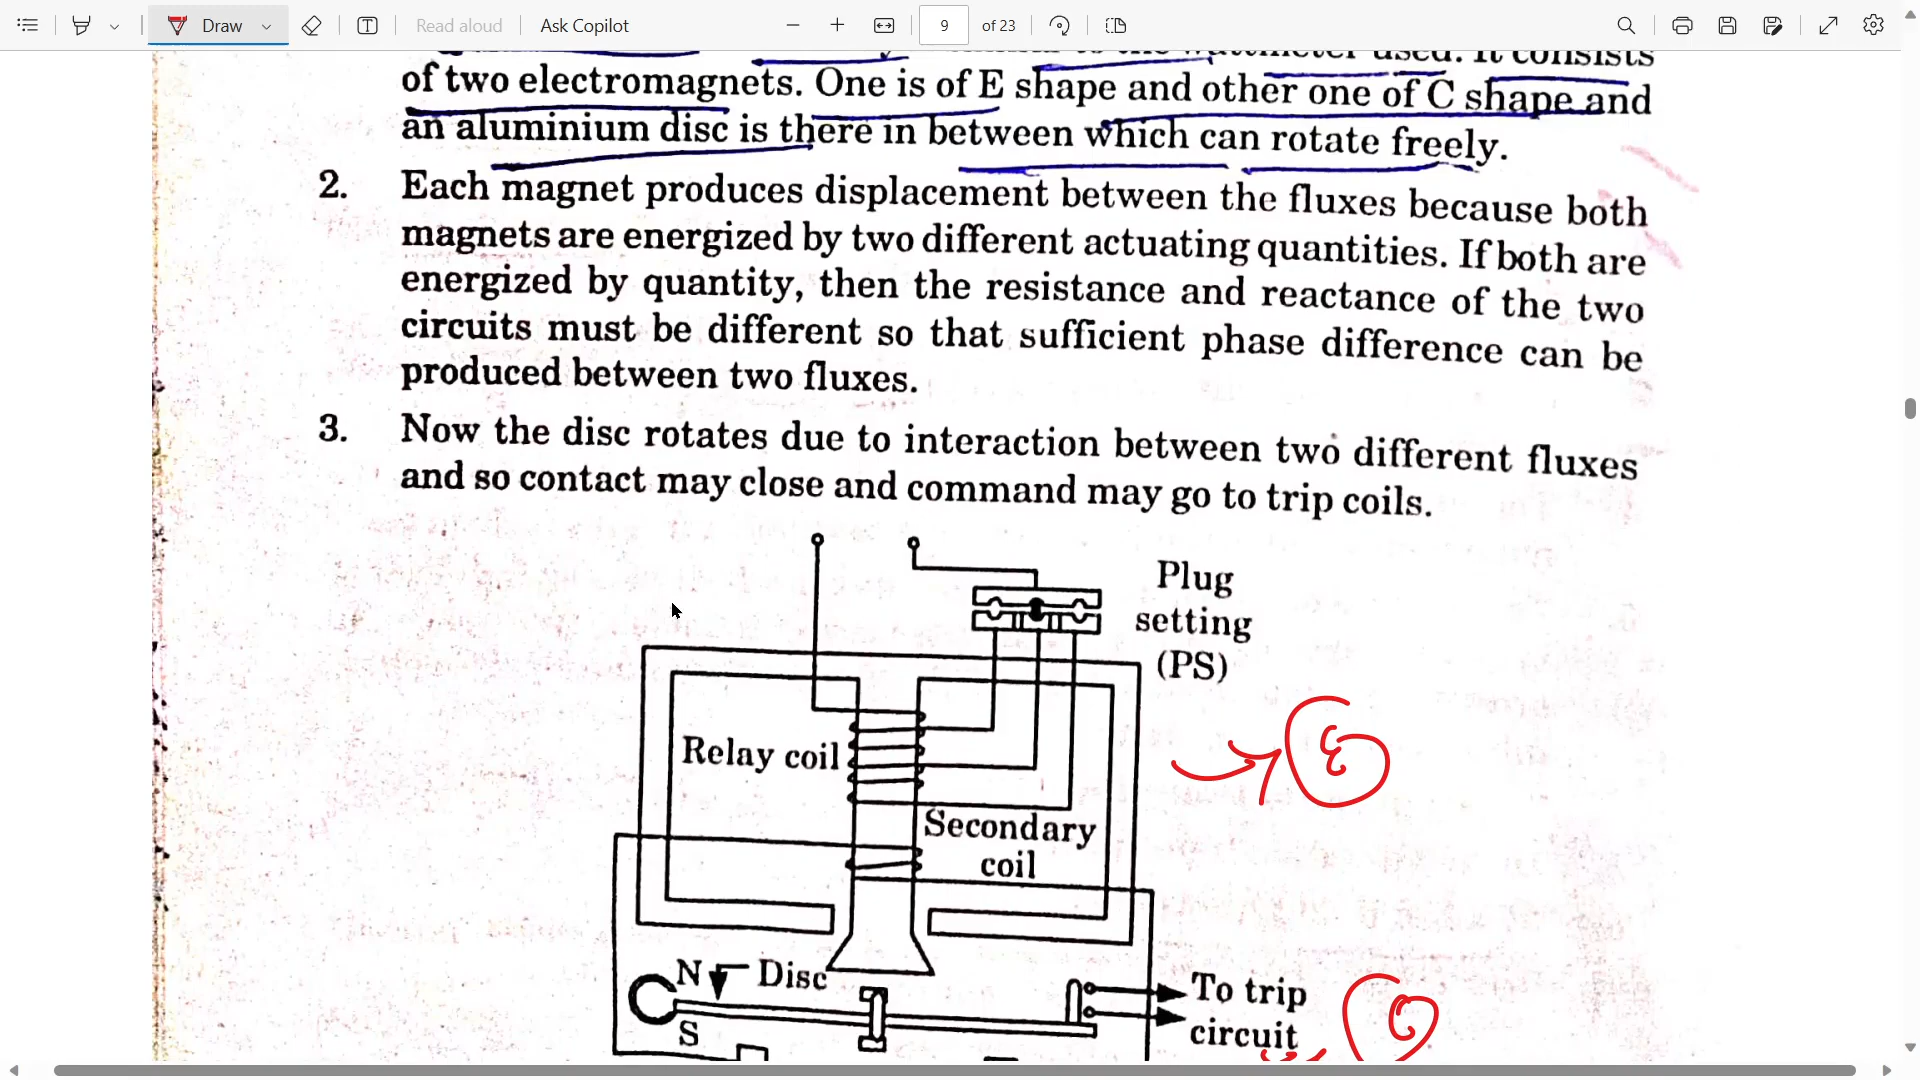 Draw
Read aloud
Ask Copilot
9
of 23
wattmeter used. It consists
of two electromagnets. One is of E shape and other one of C shape and
an aluminium disc is there in between which can rotate freely.
2. Each magnet produces displacement between the fluxes because both
magnets are energized by two different actuating quantities. If both are
energized by quantity, then the resistance and reactance of the two
circuits must be different so that sufficient phase difference can be
produced between two fluxes.
3. Now the disc rotates due to interaction between two different fluxes
and so contact may close and command may go to trip coils.
Plug
setting
(PS)
Relay coil
Secondary
coil
N
Disc
S
To trip
circuit